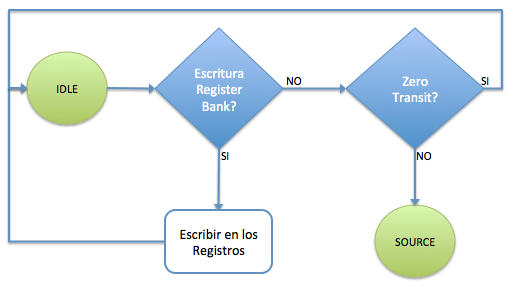 IDLE
Escritura
Register
Bank?
NO
Zero
Transit?
SI
SI
NO
Escribir en los
Registros
SOURCE